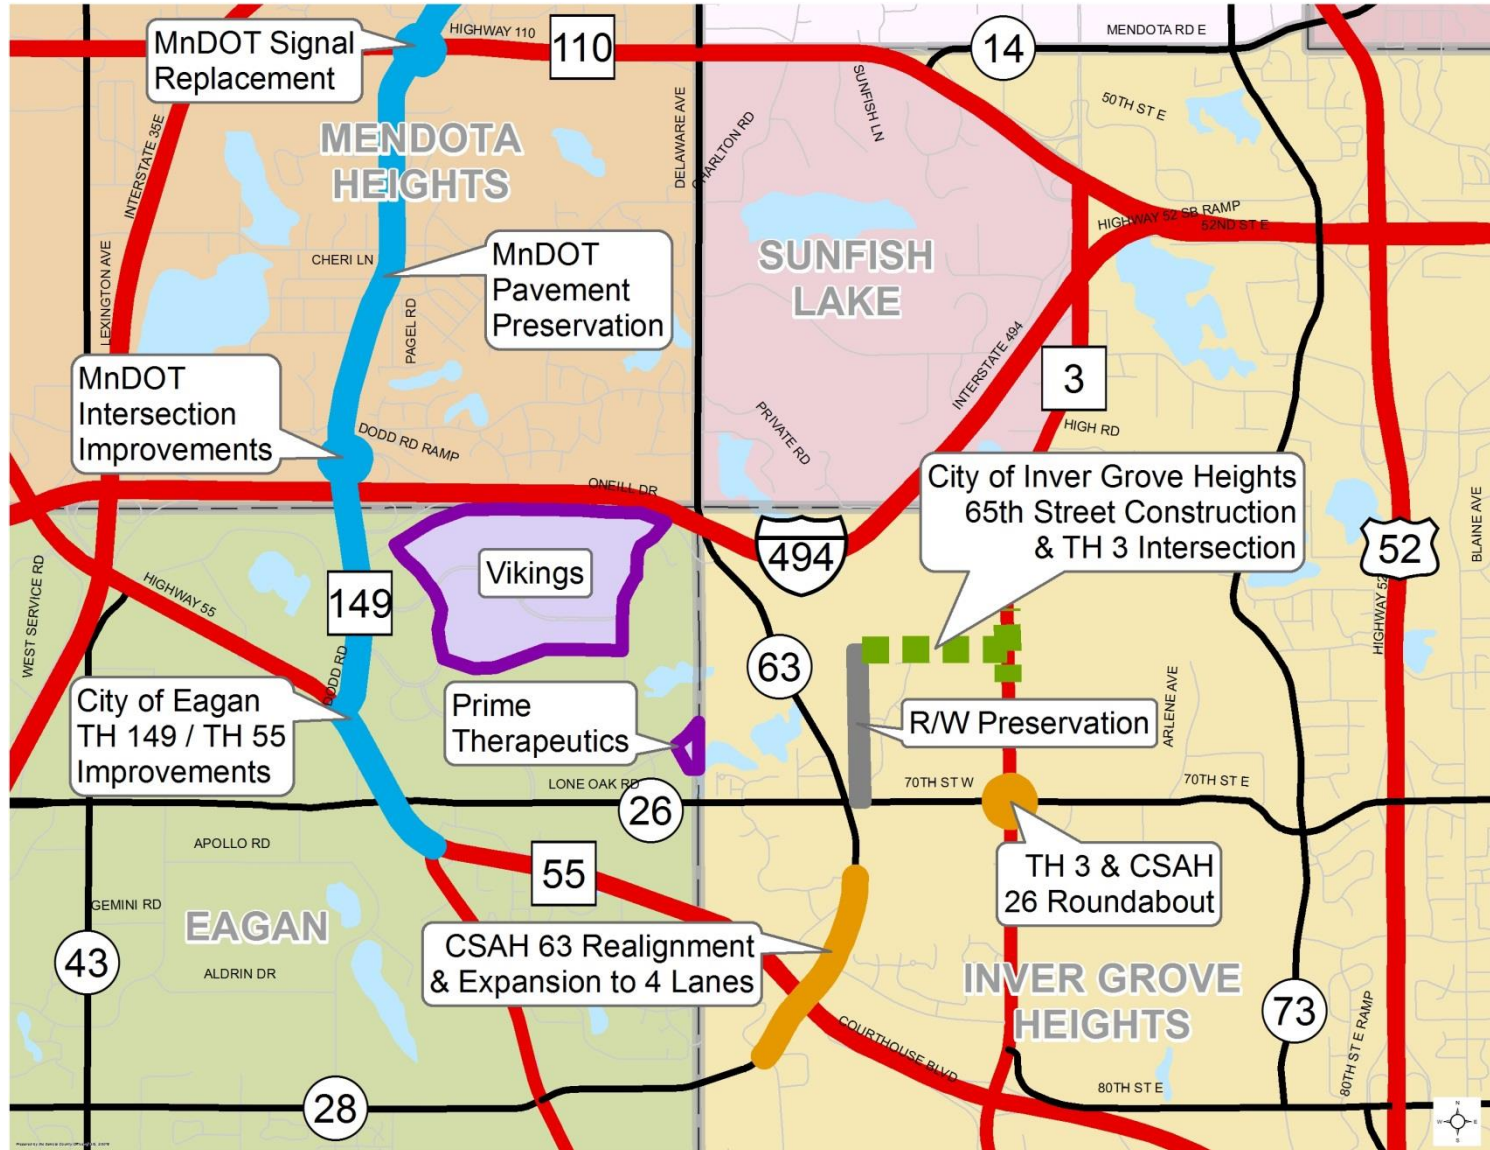 MnDOT Signal
Replacement
HIGHWAY 110
110
14
MENDOTA RD E
INTERSTATE 35E
MENDOTA
HEIGHTS
DELAWARE AVE
CHARLTON RD
SUNFISH LN
50TH ST E
LEXINGTON AVE
CHERI LN
MnDOT
Pavement
Preservation
PAGEL RD
SUNFISH
LAKE
HIGHWAY 52 SB RAMP
52ND ST E
INTERSTATE 494
3
HIGH RD
MnDOT
Intersection
Improvements
DODD RD RAMP
PRIVATE RD
ONEILL DR
City of Inver Grove Heights
65th Street Construction
& TH 3 Intersection
494
52
HIGHWAY 52
BLAINE AVE
WEST SERVICE RD
HIGHWAY 55
149
Vikings
DODD RD
63
City of Eagan
TH 149 / TH 55
Improvements
Prime
Therapeutics
R/W Preservation
ARLENE AVE
LONE OAK RD
26
70TH ST W
70TH ST E
APOLLO RD
55
TH 3 & CSAH
26 Roundabout
GEMINI RD
EAGAN
43
ALDRIN DR
CSAH 63 Realignment
& Expansion to 4 Lanes
INVER GROVE
HEIGHTS
73
COURTHOUSE BLVD
80TH ST E RAMP
80TH ST E
28
N
W
E
S